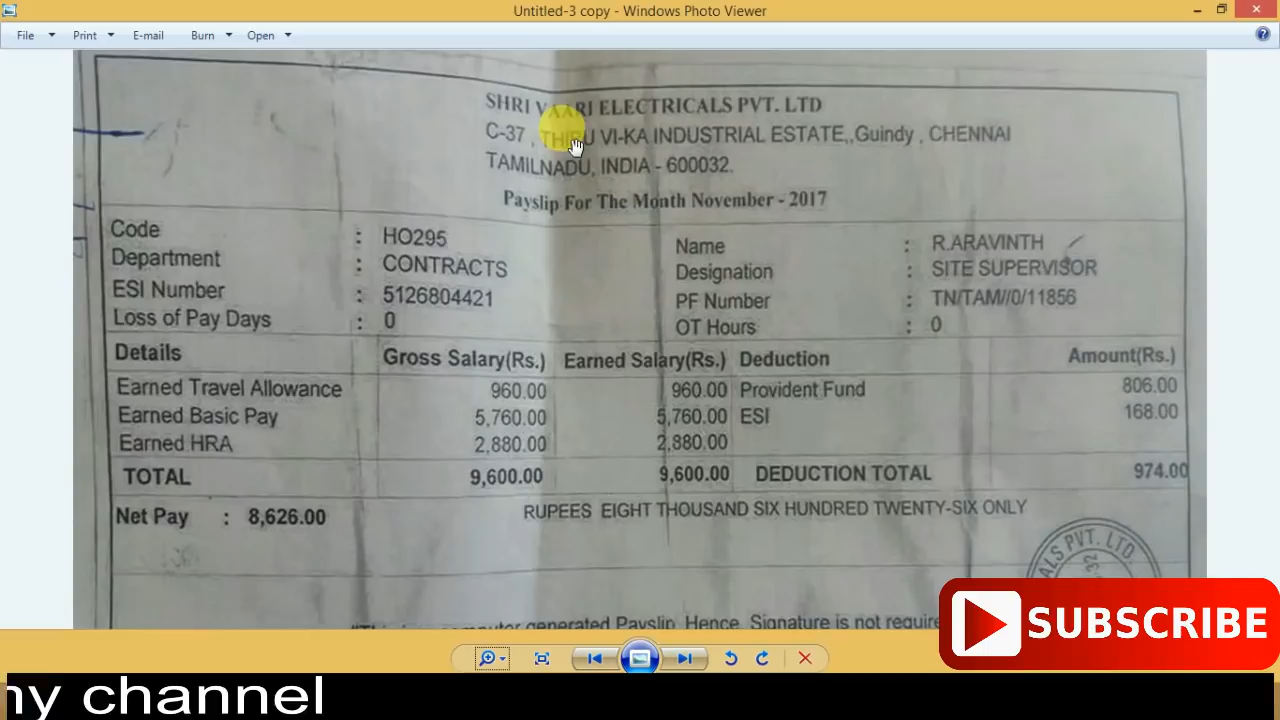 Untitled-3 copy - Windows Photo Viewer
File Print E-mail Burn Open
SHRI VAARI ELECTRICALS PVT. LTD
C-37 , THIRU VI-KA INDUSTRIAL ESTATE,,Guindy , CHENNAI
TAMILNADU, INDIA - 600032.
Payslip For The Month November - 2017
Code : HO295 Name : R.ARAVINTH
Department : CONTRACTS Designation : SITE SUPERVISOR
ESI Number : 5126804421 PF Number : TN/TAM//0/11856
Loss of Pay Days : 0 OT Hours : 0
Details Gross Salary(Rs.) Earned Salary(Rs.) Deduction Amount(Rs.)
Earned Travel Allowance 960.00 960.00 Provident Fund 806.00
Earned Basic Pay 5,760.00 5,760.00 ESI 168.00
Earned HRA 2,880.00 2,880.00
TOTAL 9,600.00 9,600.00 DEDUCTION TOTAL 974.00
Net Pay : 8,626.00 RUPEES EIGHT THOUSAND SIX HUNDRED TWENTY-SIX ONLY
ALS PVT. LTD
generated Payslip. Hence, Signature is not
SUBSCRIBE
channel